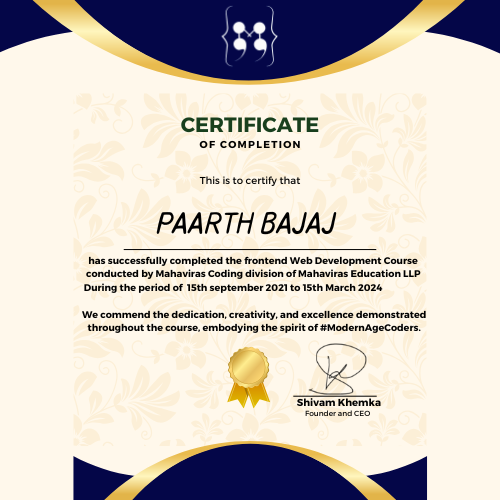 CERTIFICATE
OF COMPLETION
This is to certify that
PAARTH BAJAJ
has successfully completed the frontend Web Development Course
conducted by Mahaviras Coding division of Mahaviras Education LLP
During the period of 15th september 2021 to 15th March 2024
We commend the dedication, creativity, and excellence demonstrated
throughout the course, embodying the spirit of #ModernAgeCoders.
Shivam Khemka
Founder and CEO